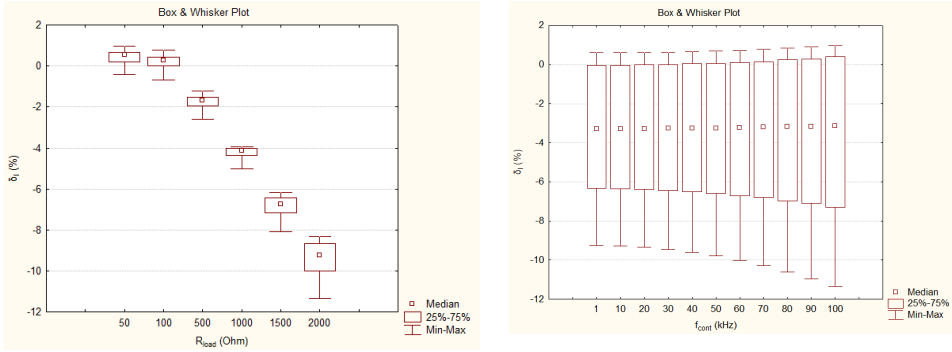 Box & Whisker Plot
2
0
-2
-4
-6
-8
-10
-12
δI (%)
50 100 500 1000 1500 2000
Rload (Ohm)
Median
25%-75%
Min-Max
Box & Whisker Plot
2
0
-2
-4
-6
-8
-10
-12
δI (%)
1 10 20 30 40 50 60 70 80 90 100
fcont (kHz)
Median
25%-75%
Min-Max